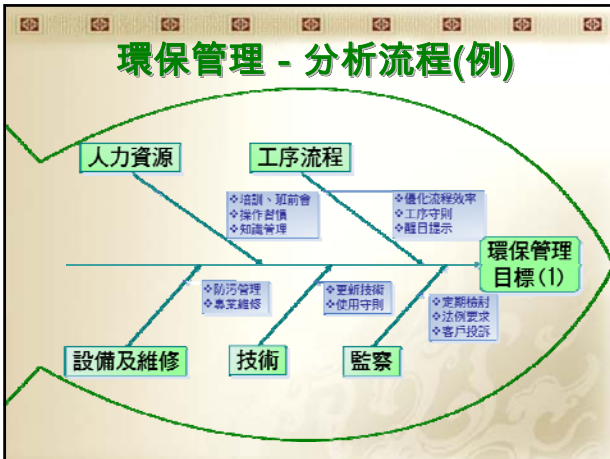 環保管理 - 分析流程(例)
人力資源
工序流程
❖培訓、班前會
❖操作習慣
❖知識管理
❖優化流程效率
❖工序守則
❖醒目提示
環保管理
目標(1)
❖防污管理
❖專業維修
❖更新技術
❖使用守則
❖定期檢討
❖法例要求
❖客戶投訴
設備及維修
技術
監察